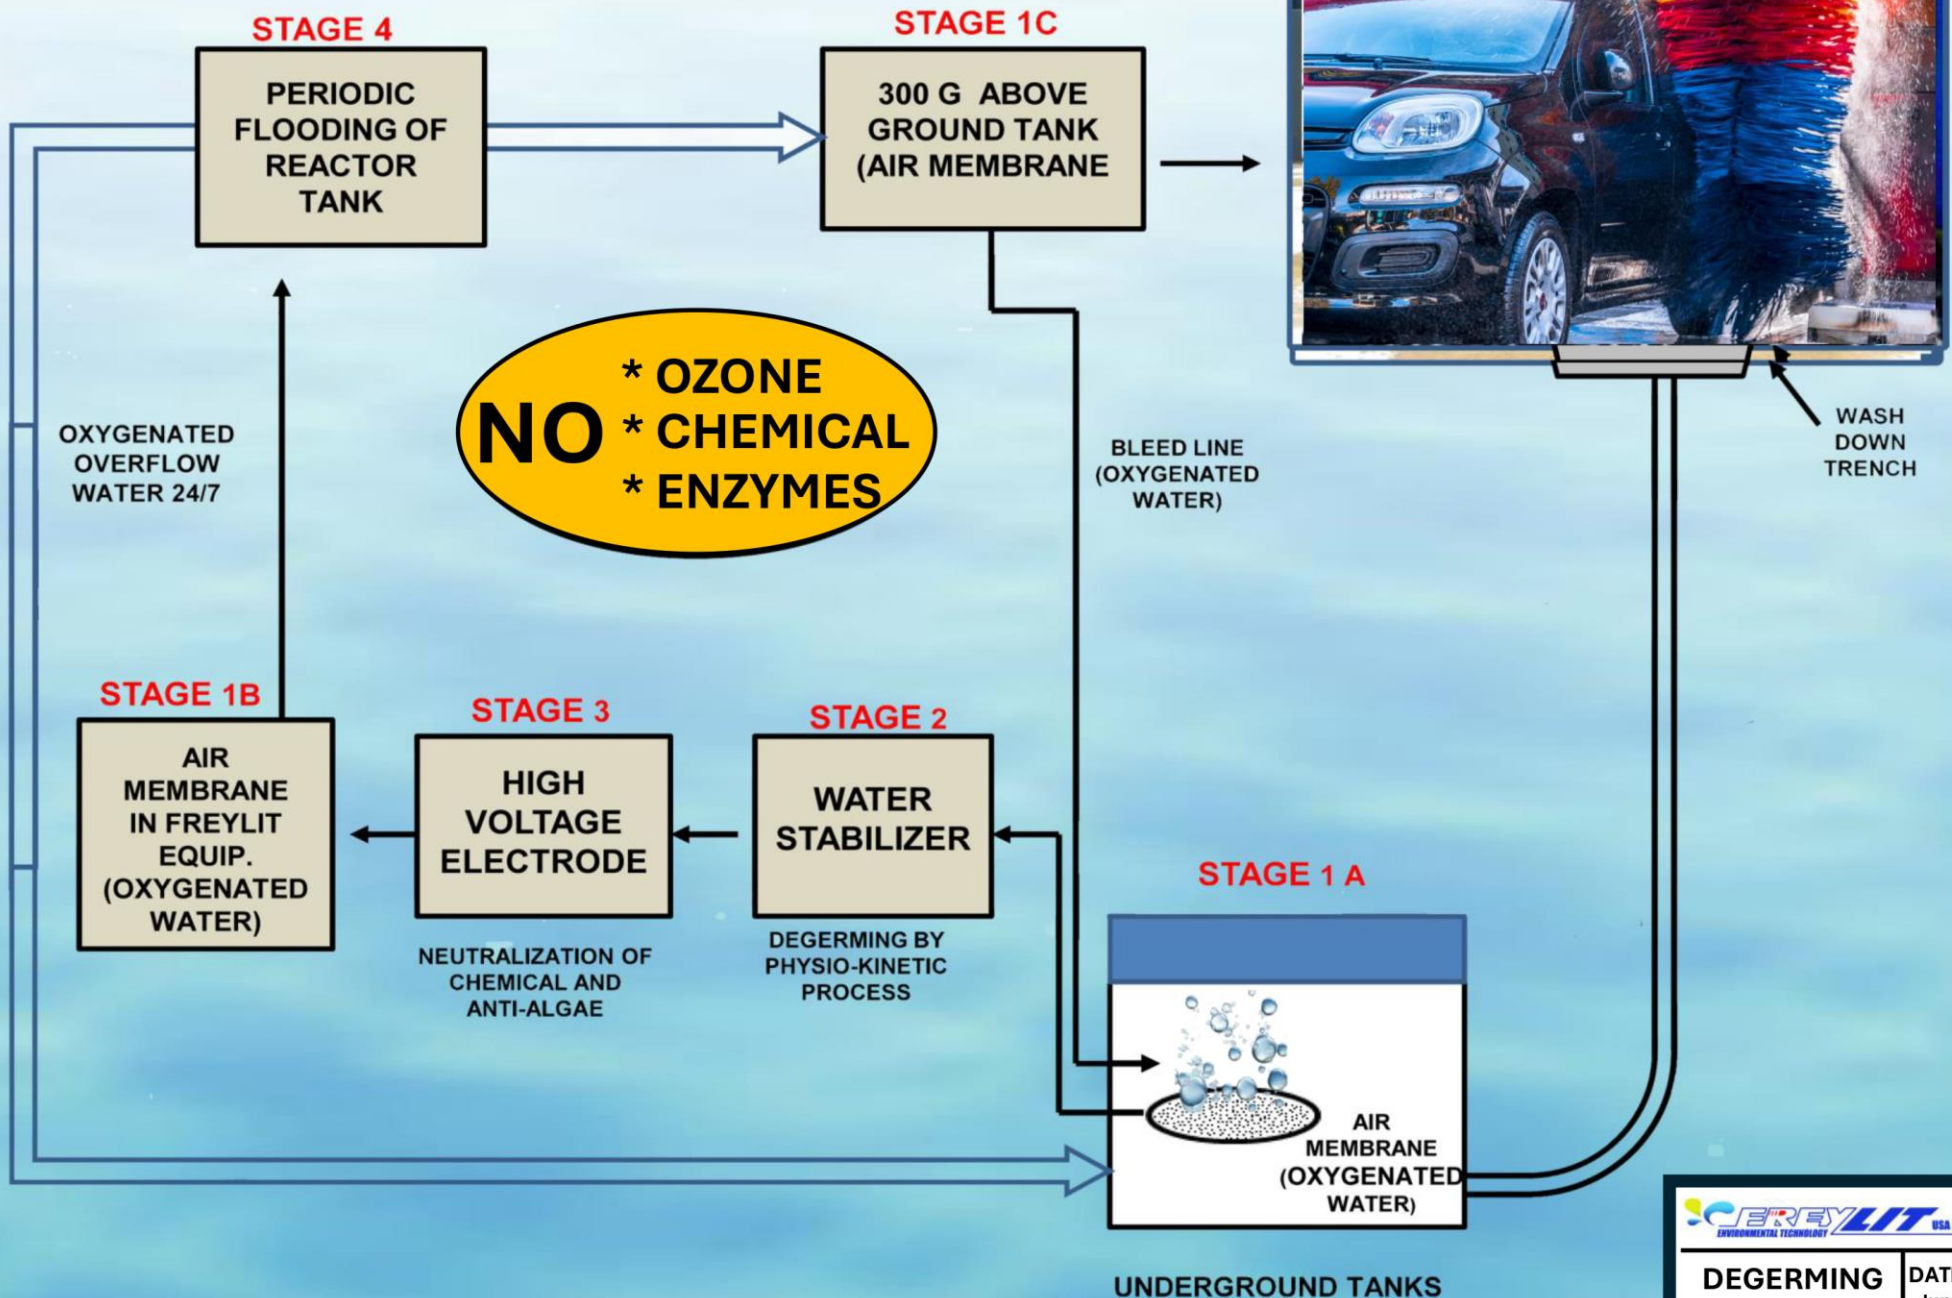 STAGE 4
PERIODIC
FLOODING OF
REACTOR
TANK
STAGE 1C
300 G ABOVE
GROUND TANK
(AIR MEMBRANE
NO
* OZONE
* CHEMICAL
* ENZYMES
OXYGENATED
OVERFLOW
WATER 24/7
BLEED LINE
(OXYGENATED
WATER)
WASH
DOWN
TRENCH
STAGE 1B
AIR
MEMBRANE
IN FREYLIT
EQUIP.
(OXYGENATED
WATER)
STAGE 3
HIGH
VOLTAGE
ELECTRODE
NEUTRALIZATION OF
CHEMICAL AND
ANTI-ALGAE
STAGE 2
WATER
STABILIZER
DEGERMING BY
PHYSIO-KINETIC
PROCESS
STAGE 1 A
AIR
MEMBRANE
(OXYGENATED
WATER)
UNDERGROUND TANKS
FREYLIT USA
ENVIRONMENTAL TECHNOLOGY
DEGERMING